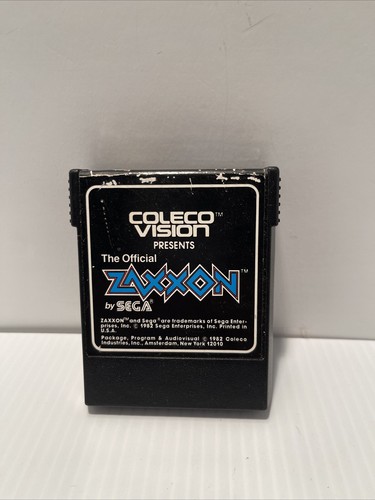 COLECO™
VISION
PRESENTS
The Official
ZAXXON™
by SEGA®
ZAXXON™ and Sega® are trademarks of Sega Enter-
prises, Inc. © 1982 Sega Enterprises, Inc. Printed in
U.S.A.
Package, Program & Audiovisual © 1982 Coleco
Industries, Inc., Amsterdam, New York 12010